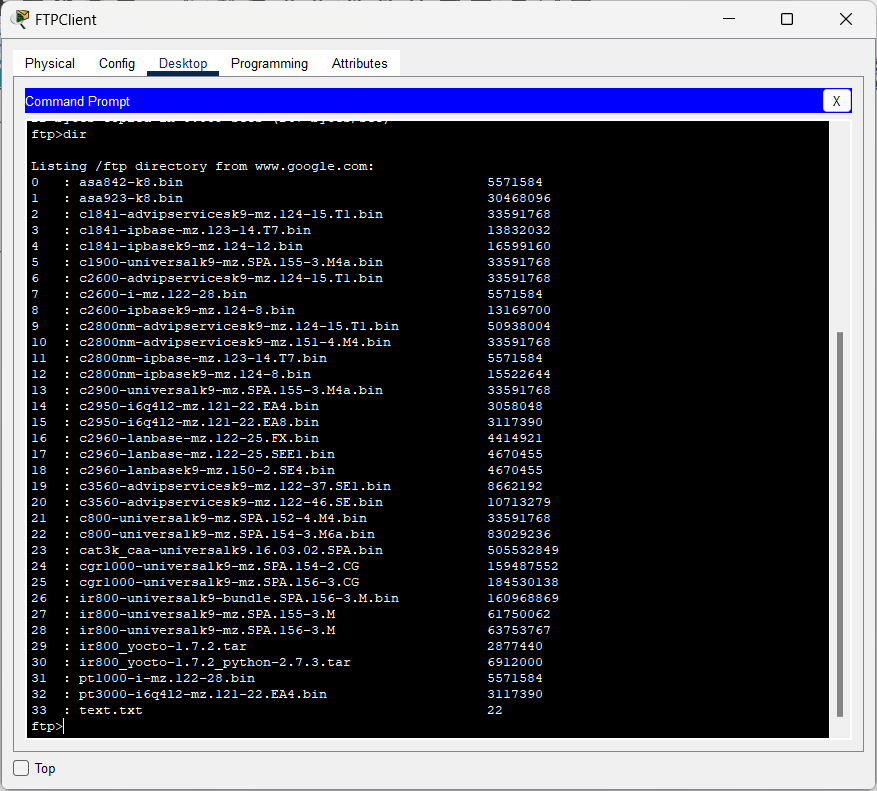 FTPClient
Physical Config Desktop Programming Attributes
Command Prompt X
ftp>dir
Listing /ftp directory from www.google.com:
0 : asa842-k8.bin 5571584
1 : asa923-k8.bin 30468096
2 : c1841-advipservicesk9-mz.124-15.T1.bin 33591768
3 : c1841-ipbase-mz.123-14.T7.bin 13832032
4 : c1841-ipbasek9-mz.124-12.bin 16599160
5 : c1900-universalk9-mz.SPA.155-3.M4a.bin 33591768
6 : c2600-advipservicesk9-mz.124-15.T1.bin 33591768
7 : c2600-i-mz.122-28.bin 5571584
8 : c2600-ipbasek9-mz.124-8.bin 13169700
9 : c2800nm-advipservicesk9-mz.124-15.T1.bin 50938004
10 : c2800nm-advipservicesk9-mz.151-4.M4.bin 33591768
11 : c2800nm-ipbase-mz.123-14.T7.bin 5571584
12 : c2800nm-ipbasek9-mz.124-8.bin 15522644
13 : c2900-universalk9-mz.SPA.155-3.M4a.bin 33591768
14 : c2950-i6q4l2-mz.121-22.EA4.bin 3058048
15 : c2950-i6q4l2-mz.121-22.EA8.bin 3117390
16 : c2960-lanbase-mz.122-25.FX.bin 4414921
17 : c2960-lanbase-mz.122-25.SEE1.bin 4670455
18 : c2960-lanbasek9-mz.150-2.SE4.bin 4670455
19 : c3560-advipservicesk9-mz.122-37.SE1.bin 8662192
20 : c3560-advipservicesk9-mz.122-46.SE.bin 10713279
21 : c800-universalk9-mz.SPA.152-4.M4.bin 33591768
22 : c800-universalk9-mz.SPA.154-3.M6a.bin 83029236
23 : cat3k_caa-universalk9.16.03.02.SPA.bin 505532849
24 : cgr1000-universalk9-mz.SPA.154-2.CG 159487552
25 : cgr1000-universalk9-mz.SPA.156-3.CG 184530138
26 : ir800-universalk9-bundle.SPA.156-3.M.bin 160968869
27 : ir800-universalk9-mz.SPA.155-3.M 61750062
28 : ir800-universalk9-mz.SPA.156-3.M 63753767
29 : ir800_yocto-1.7.2.tar 2877440
30 : ir800_yocto-1.7.2_python-2.7.3.tar 6912000
31 : pt1000-i-mz.122-28.bin 5571584
32 : pt3000-i6q4l2-mz.121-22.EA4.bin 3117390
33 : text.txt 22
ftp>
Top